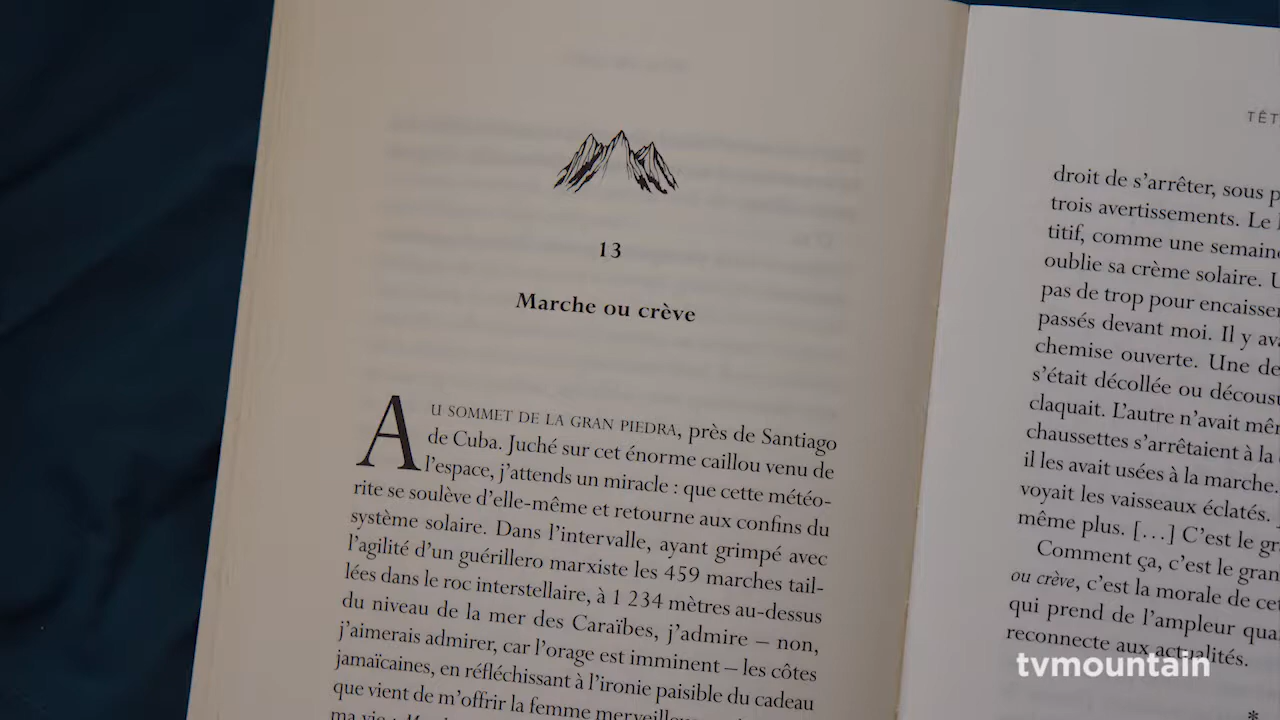 13
Marche ou crève
AU SOMMET DE LA GRAN PIEDRA, près de Santiago
de Cuba. Juché sur cet énorme caillou venu de
l'espace, j'attends un miracle : que cette météo-
rite se soulève d'elle-même et retourne aux confins du
système solaire. Dans l'intervalle, ayant grimpé avec
l'agilité d'un guérillero marxiste les 459 marches tail-
lées dans le roc interstellaire, à 1 234 mètres au-dessus
du niveau de la mer des Caraïbes, j'admire – non,
j'aimerais admirer, car l'orage est imminent – les côtes
jamaïcaines, en réfléchissant à l'ironie paisible du cadeau
que vient de m'offrir la femme
ma vie :
TÊT
droit de s'arrêter, sous p
trois avertissements. Le
titif, comme une semain
oublie sa crème solaire. U
pas de trop pour encaisse
passés devant moi. Il y av
chemise ouverte. Une de
s'était décollée ou décous
claquait. L'autre n'avait mê
chaussettes s'arrêtaient à la
il les avait usées à la marche.
voyait les vaisseaux éclatés.
même plus. […] C'est le gr
Comment ça, c'est le gran
ou crève, c'est la morale de ce
qui prend de l'ampleur qua
reconnecte aux actualités.
*
tvmountain